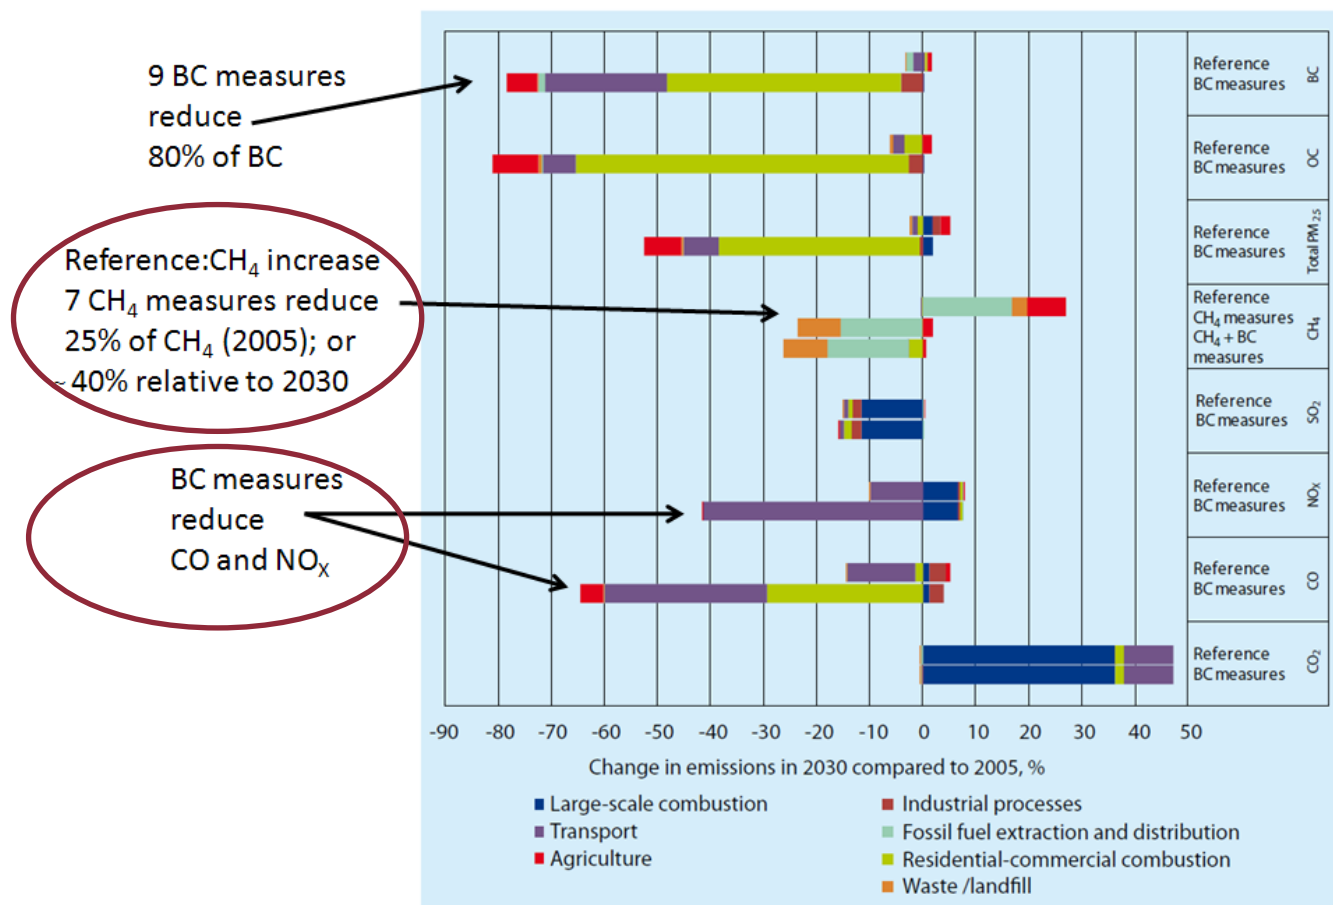 9 BC measures
reduce
80% of BC
Reference:CH₄ increase
7 CH₄ measures reduce
25% of CH₄ (2005); or
~40% relative to 2030
BC measures
reduce
CO and NOₓ
Reference
BC measures
BC
Reference
BC measures
OC
Reference
BC measures
Total PM₂.₅
Reference
CH₄ measures
CH₄ + BC
measures
CH₄
Reference
BC measures
SO₂
Reference
BC measures
NOₓ
Reference
BC measures
CO
Reference
BC measures
CO₂
-90 -80 -70 -60 -50 -40 -30 -20 -10 0 10 20 30 40 50
Change in emissions in 2030 compared to 2005, %
Large-scale combustion
Transport
Agriculture
Industrial processes
Fossil fuel extraction and distribution
Residential-commercial combustion
Waste /landfill